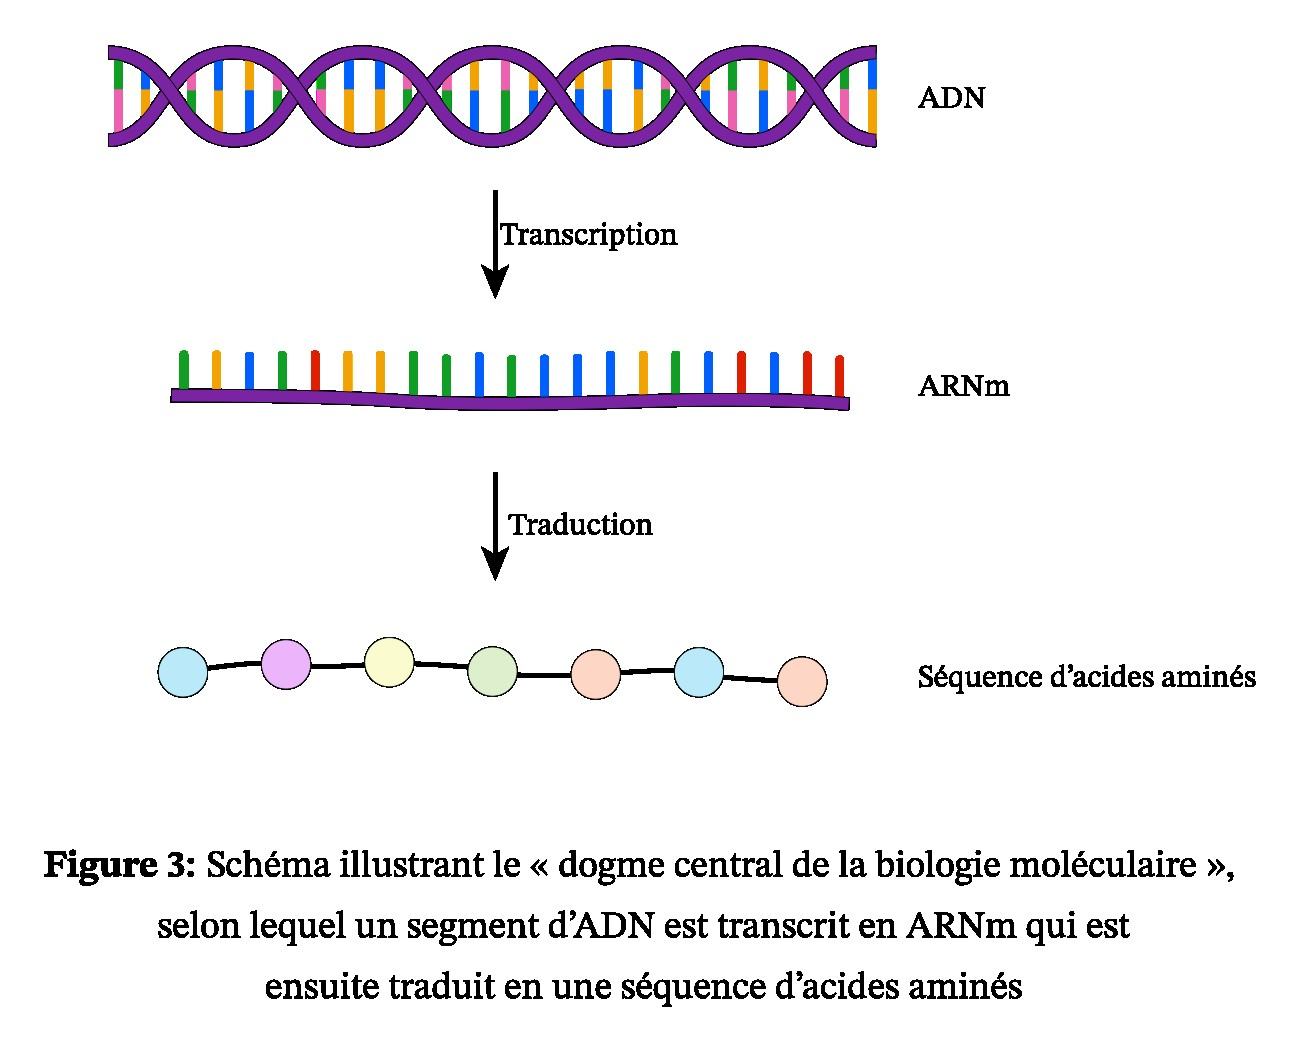 ADN
Transcription
ARNm
Traduction
Séquence d'acides aminés
Figure 3: Schéma illustrant le « dogme central de la biologie moléculaire »,
selon lequel un segment d'ADN est transcrit en ARNm qui est
ensuite traduit en une séquence d'acides aminés